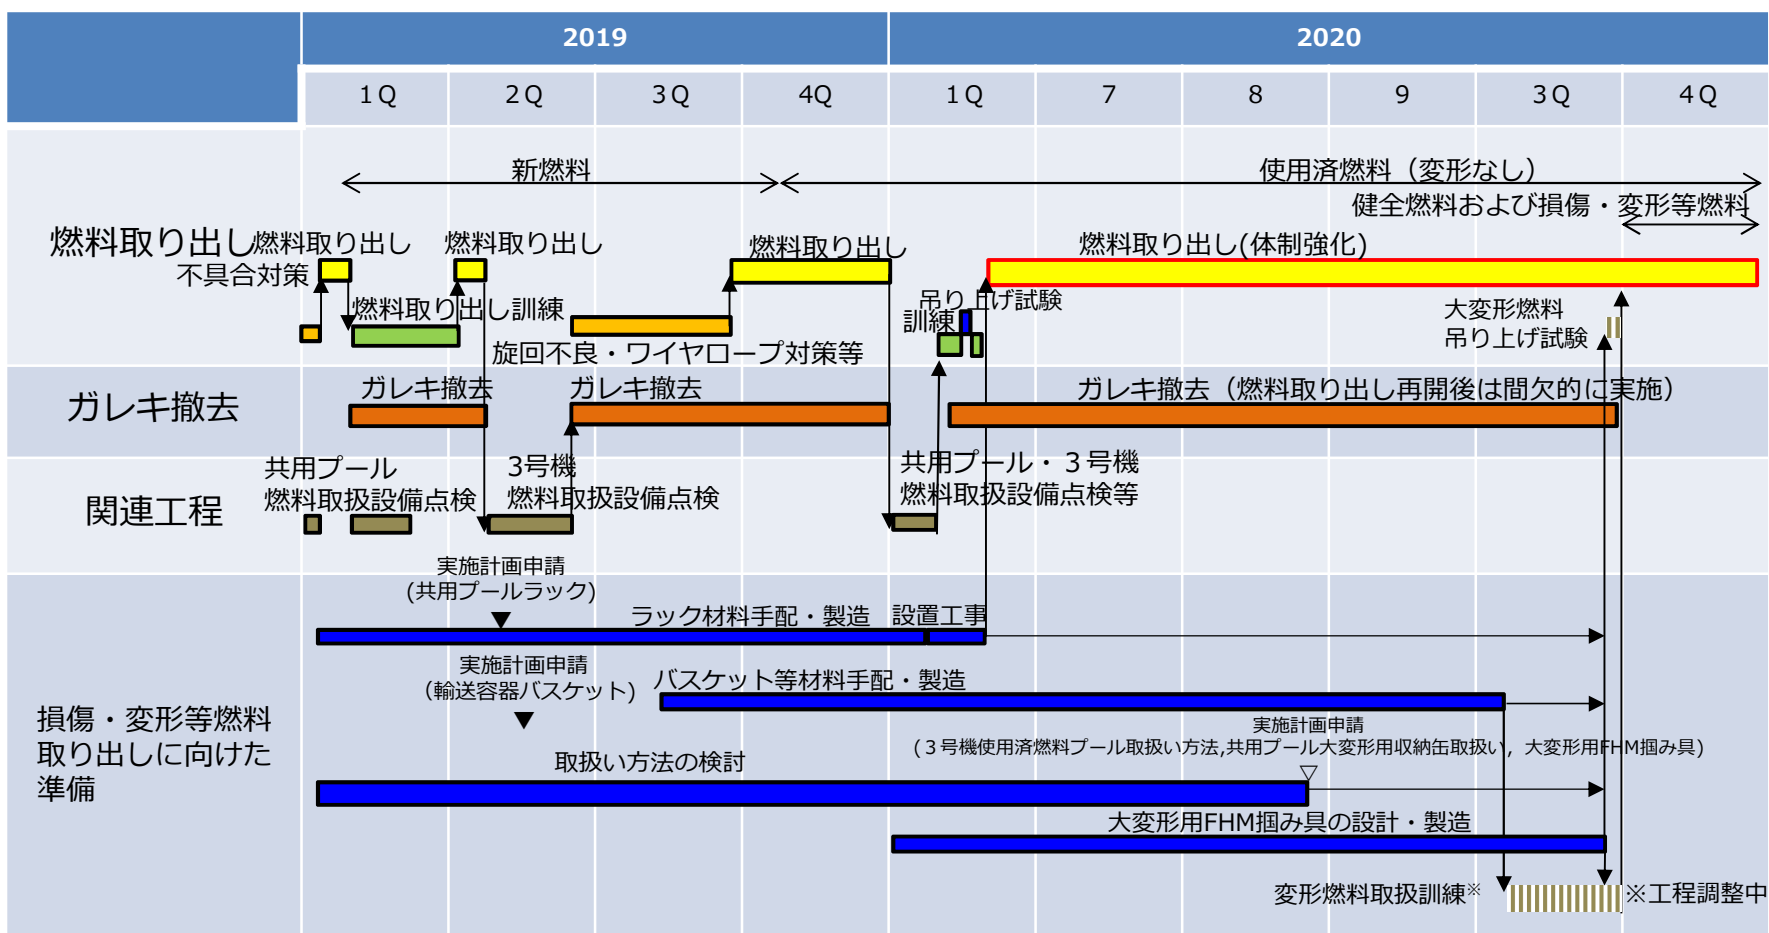 2019
2020
1Q
2Q
3Q
4Q
1Q
7
8
9
3Q
4Q
燃料取り出し
新燃料
使用済燃料（変形なし）
健全燃料および損傷・変形等燃料
燃料取り出し
燃料取り出し
燃料取り出し
燃料取り出し(体制強化)
不具合対策
燃料取り出し訓練
旋回不良・ワイヤロープ対策等
吊り上げ試験
訓練
大変形燃料
吊り上げ試験
ガレキ撤去
ガレキ撤去
ガレキ撤去
ガレキ撤去（燃料取り出し再開後は間欠的に実施）
関連工程
共用プール
燃料取扱設備点検
3号機
燃料取扱設備点検
共用プール・３号機
燃料取扱設備点検等
損傷・変形等燃料
取り出しに向けた
準備
実施計画申請
(共用プールラック)
ラック材料手配・製造
設置工事
実施計画申請
（輸送容器バスケット)
バスケット等材料手配・製造
実施計画申請
(３号機使用済燃料プール取扱い方法,共用プール大変形用収納缶取扱い，大変形用FHM掴み具)
取扱い方法の検討
大変形用FHM掴み具の設計・製造
変形燃料取扱訓練※
※工程調整中